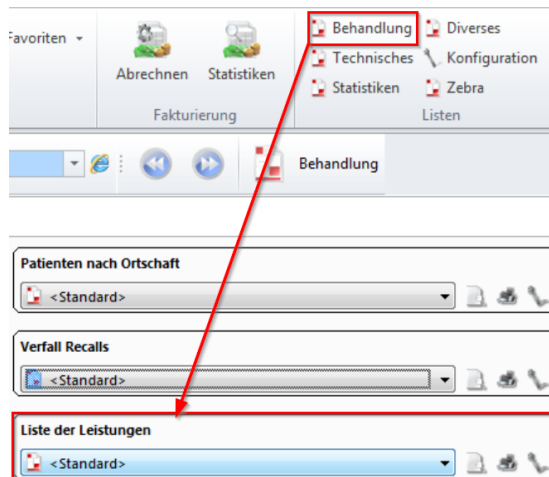 Favoriten
Abrechnen
Statistiken
Fakturierung
Behandlung
Diverses
Technisches
Konfiguration
Statistiken
Zebra
Listen
Behandlung
Patienten nach Ortschaft
<Standard>
Verfall Recalls
<Standard>
Liste der Leistungen
<Standard>